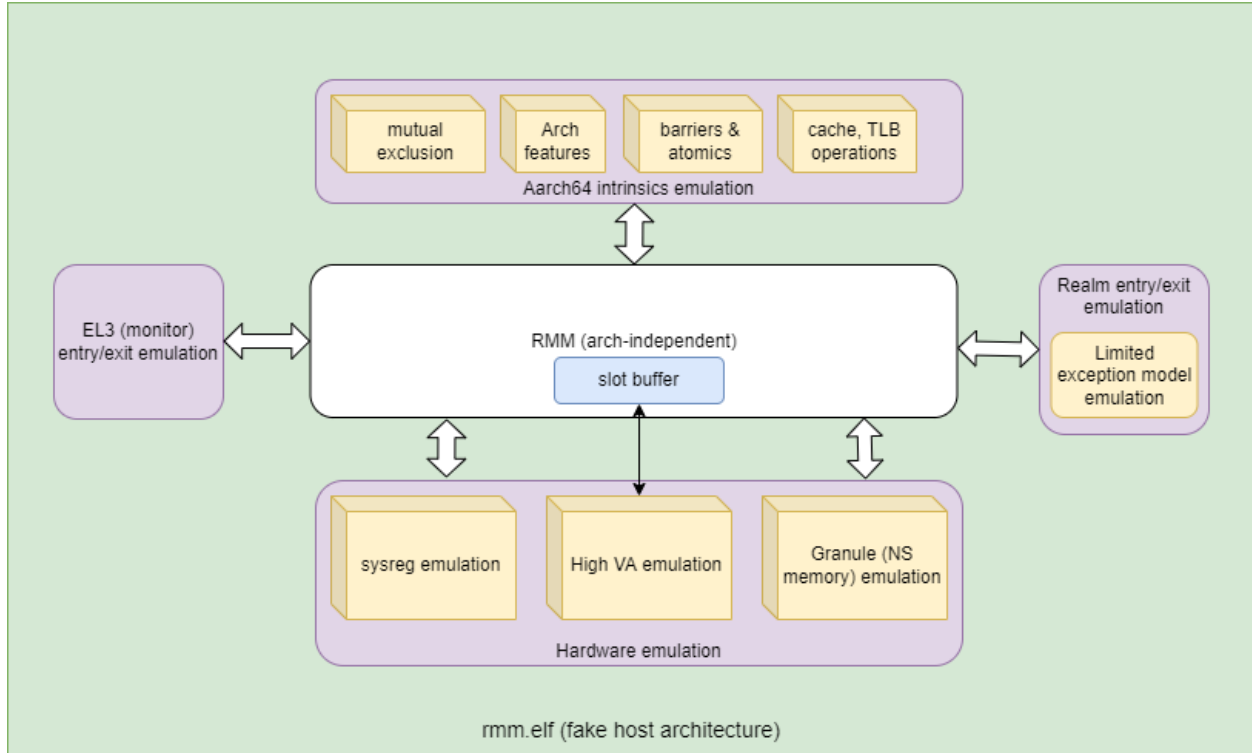 mutual
exclusion
Arch
features
barriers &
atomics
cache, TLB
operations
Aarch64 intrinsics emulation
EL3 (monitor)
entry/exit emulation
RMM (arch-independent)
slot buffer
Realm entry/exit
emulation
Limited
exception model
emulation
sysreg emulation
High VA emulation
Granule (NS
memory) emulation
Hardware emulation
rmm.elf (fake host architecture)